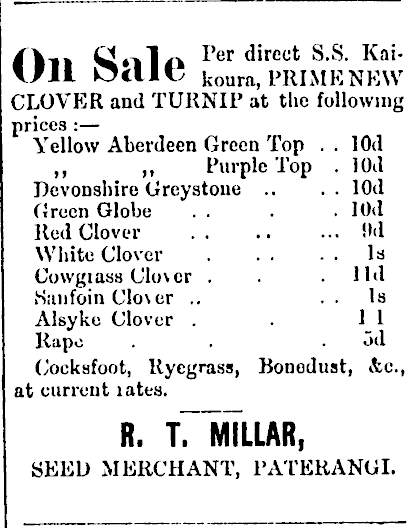 On Sale Per direct S.S. Kai-
koura, PRIME NEW
CLOVER and TURNIP at the following
prices :—
Yellow Aberdeen Green Top . . 10d
,, ,, Purple Top . 10d
Devonshire Greystone .. . . 10d
Green Globe . . . . 10d
Red Clover . . .. ... 9d
White Clover . . . . 1s
Cowgrass Clover . . . 11d
Sanfoin Clover .. . . 1s
Alsyke Clover . . 1 1
Rape . . . 5d
Cocksfoot, Ryegrass, Bonedust, &c.,
at current rates.
R. T. MILLAR,
SEED MERCHANT, PATERANGI.